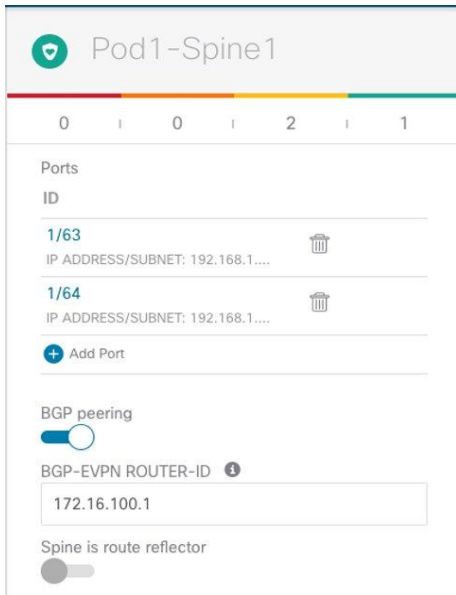 Pod1-Spine1
0 0 2 1
Ports
ID
1/63
IP ADDRESS/SUBNET: 192.168.1....
1/64
IP ADDRESS/SUBNET: 192.168.1....
Add Port
BGP peering
BGP-EVPN ROUTER-ID
172.16.100.1
Spine is route reflector